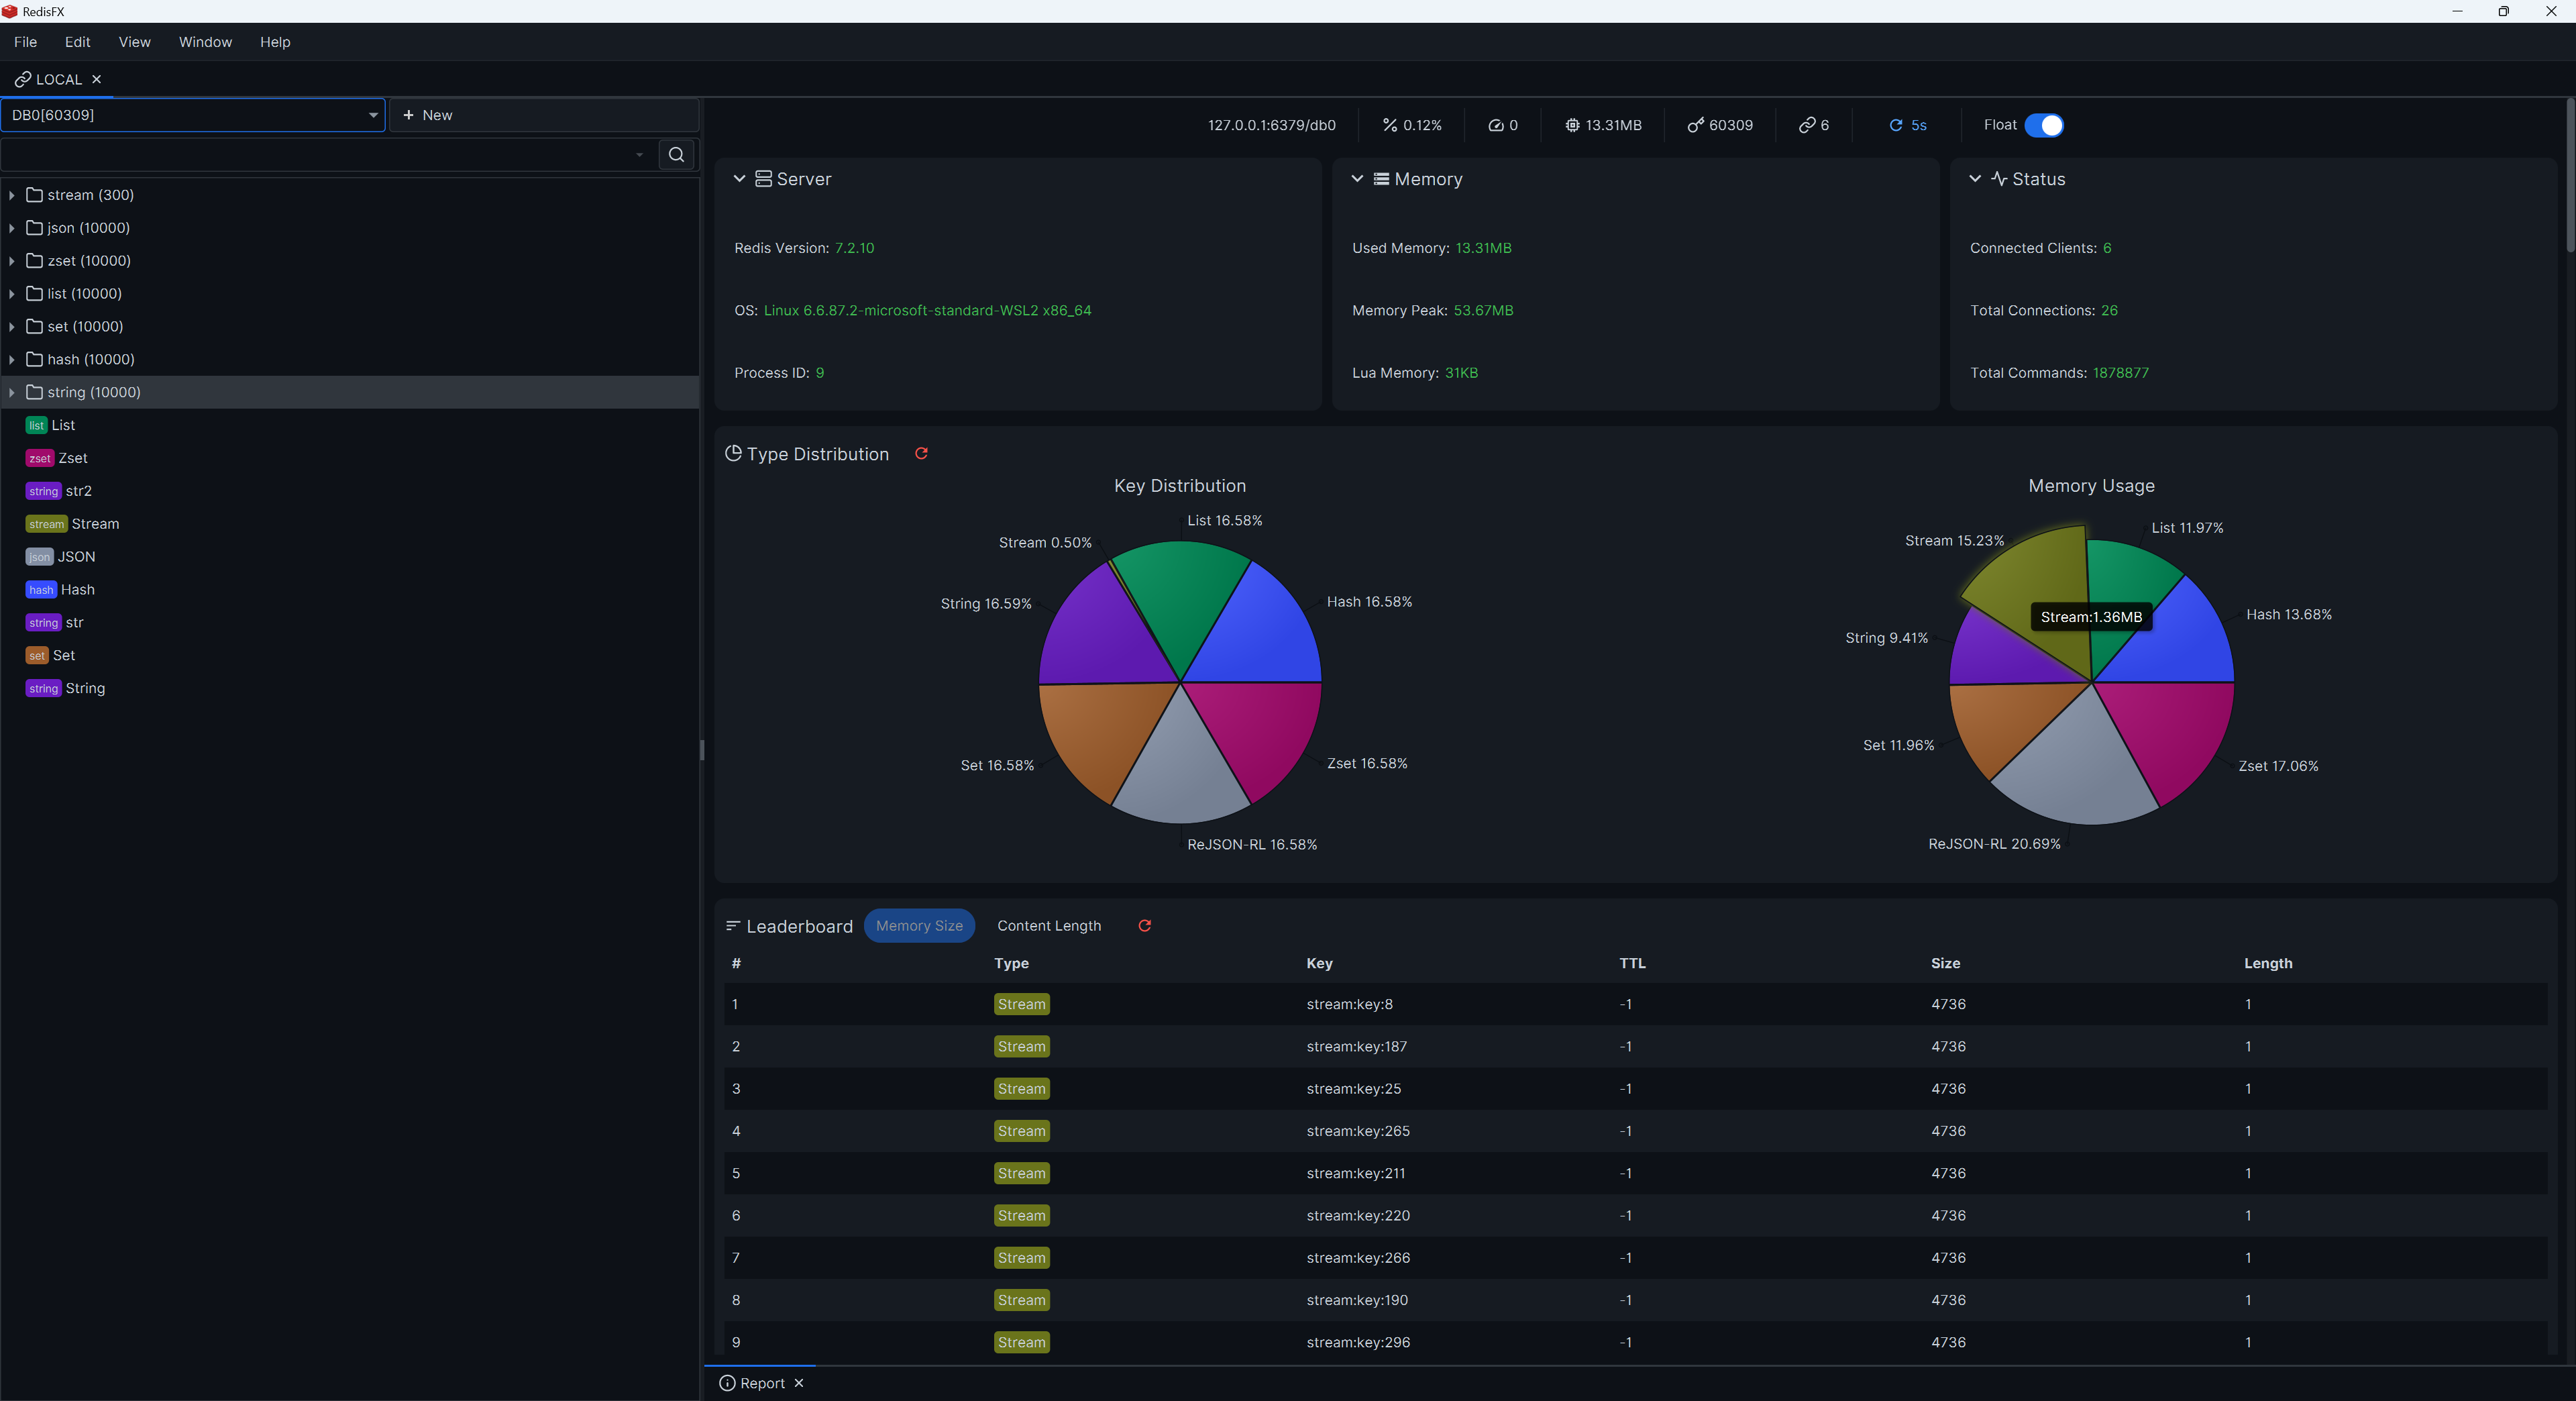 RedisFX
File Edit View Window Help
LOCAL
DB0[60309]
+ New
stream (300)
json (10000)
zset (10000)
list (10000)
set (10000)
hash (10000)
string (10000)
list List
zset Zset
string str2
stream Stream
json JSON
hash Hash
string str
set Set
string String
127.0.0.1:6379/db0 0.12% 0 13.31MB 60309 6 5s Float
Server
Redis Version: 7.2.10
OS: Linux 6.6.87.2-microsoft-standard-WSL2 x86_64
Process ID: 9
Memory
Used Memory: 13.31MB
Memory Peak: 53.67MB
Lua Memory: 31KB
Status
Connected Clients: 6
Total Connections: 26
Total Commands: 1878877
Type Distribution
Key Distribution
List 16.58%
Stream 0.50%
Hash 16.58%
String 16.59%
Zset 16.58%
Set 16.58%
ReJSON-RL 16.58%
Memory Usage
List 11.97%
Stream 15.23%
Hash 13.68%
Stream:1.36MB
String 9.41%
Set 11.96%
Zset 17.06%
ReJSON-RL 20.69%
Leaderboard Memory Size Content Length
# Type Key TTL Size Length
1 Stream stream:key:8 -1 4736 1
2 Stream stream:key:187 -1 4736 1
3 Stream stream:key:25 -1 4736 1
4 Stream stream:key:265 -1 4736 1
5 Stream stream:key:211 -1 4736 1
6 Stream stream:key:220 -1 4736 1
7 Stream stream:key:266 -1 4736 1
8 Stream stream:key:190 -1 4736 1
9 Stream stream:key:296 -1 4736 1
Report